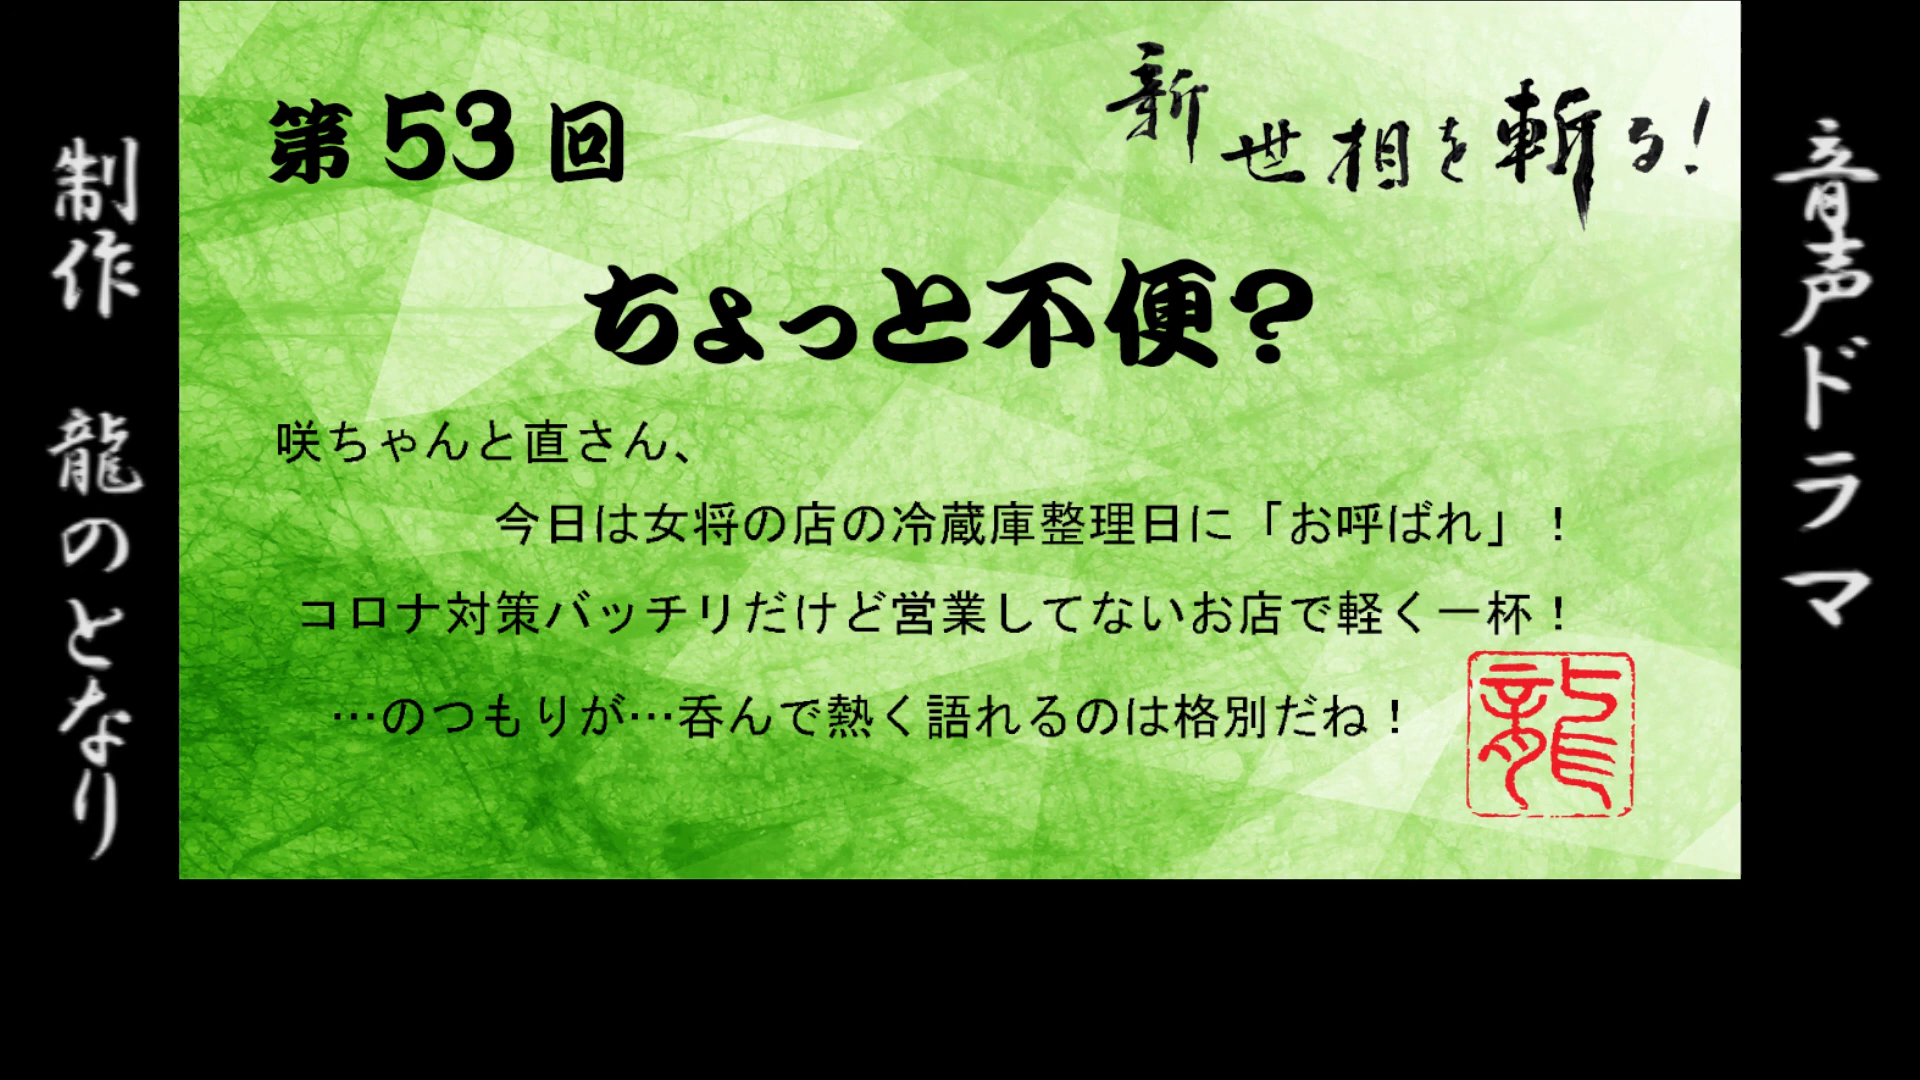 音声ドラマ
新 世相を斬る!
第53回
ちょっと不便?
咲ちゃんと直さん、
今日は女将の店の冷蔵庫整理日に「お呼ばれ」!
コロナ対策バッチリだけど営業してないお店で軽く一杯!
…のつもりが…呑んで熱く語れるのは格別だね!
龍
制作 龍のとなり